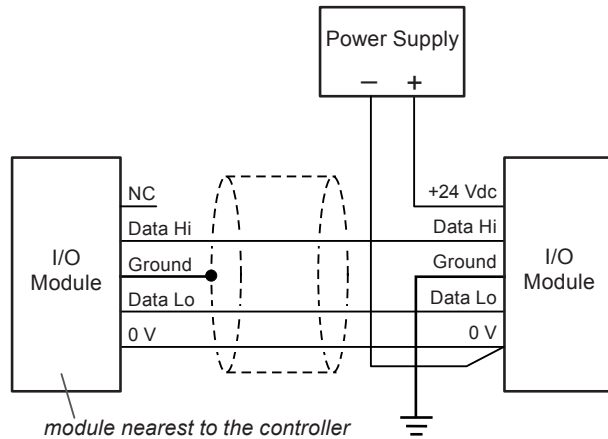 Power Supply
− +
NC
Data Hi
Ground
Data Lo
0 V
I/O
Module
+24 Vdc
Data Hi
Ground
Data Lo
0 V
I/O
Module
module nearest to the controller